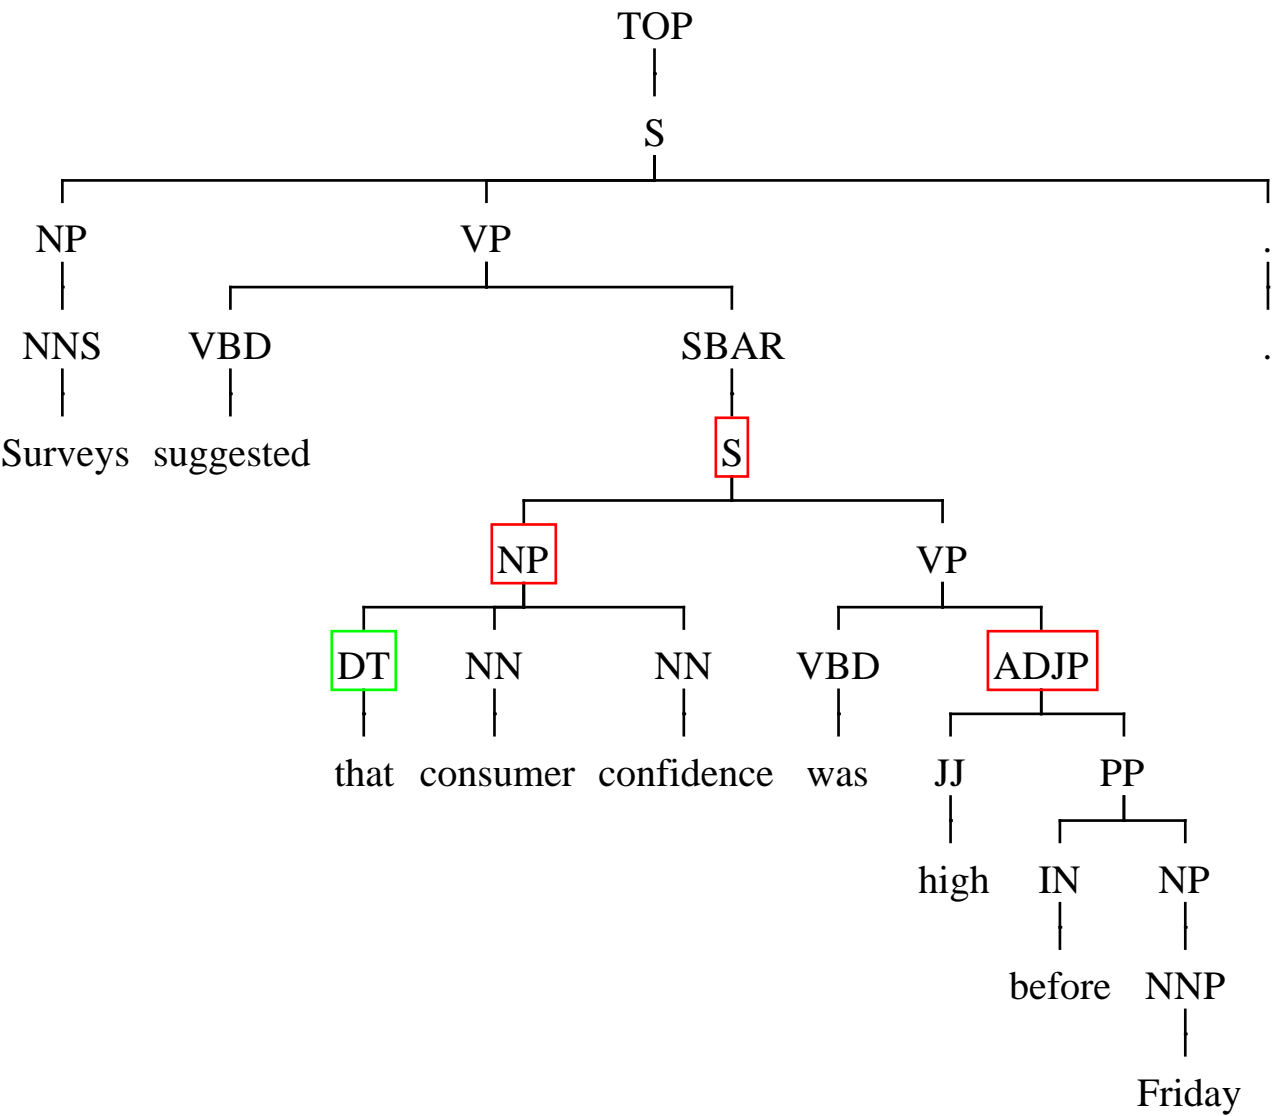 TOP
S
NP VP .
NNS VBD SBAR .
Surveys suggested S
NP VP
DT NN NN VBD ADJP
that consumer confidence was JJ PP
high IN NP
before NNP
Friday